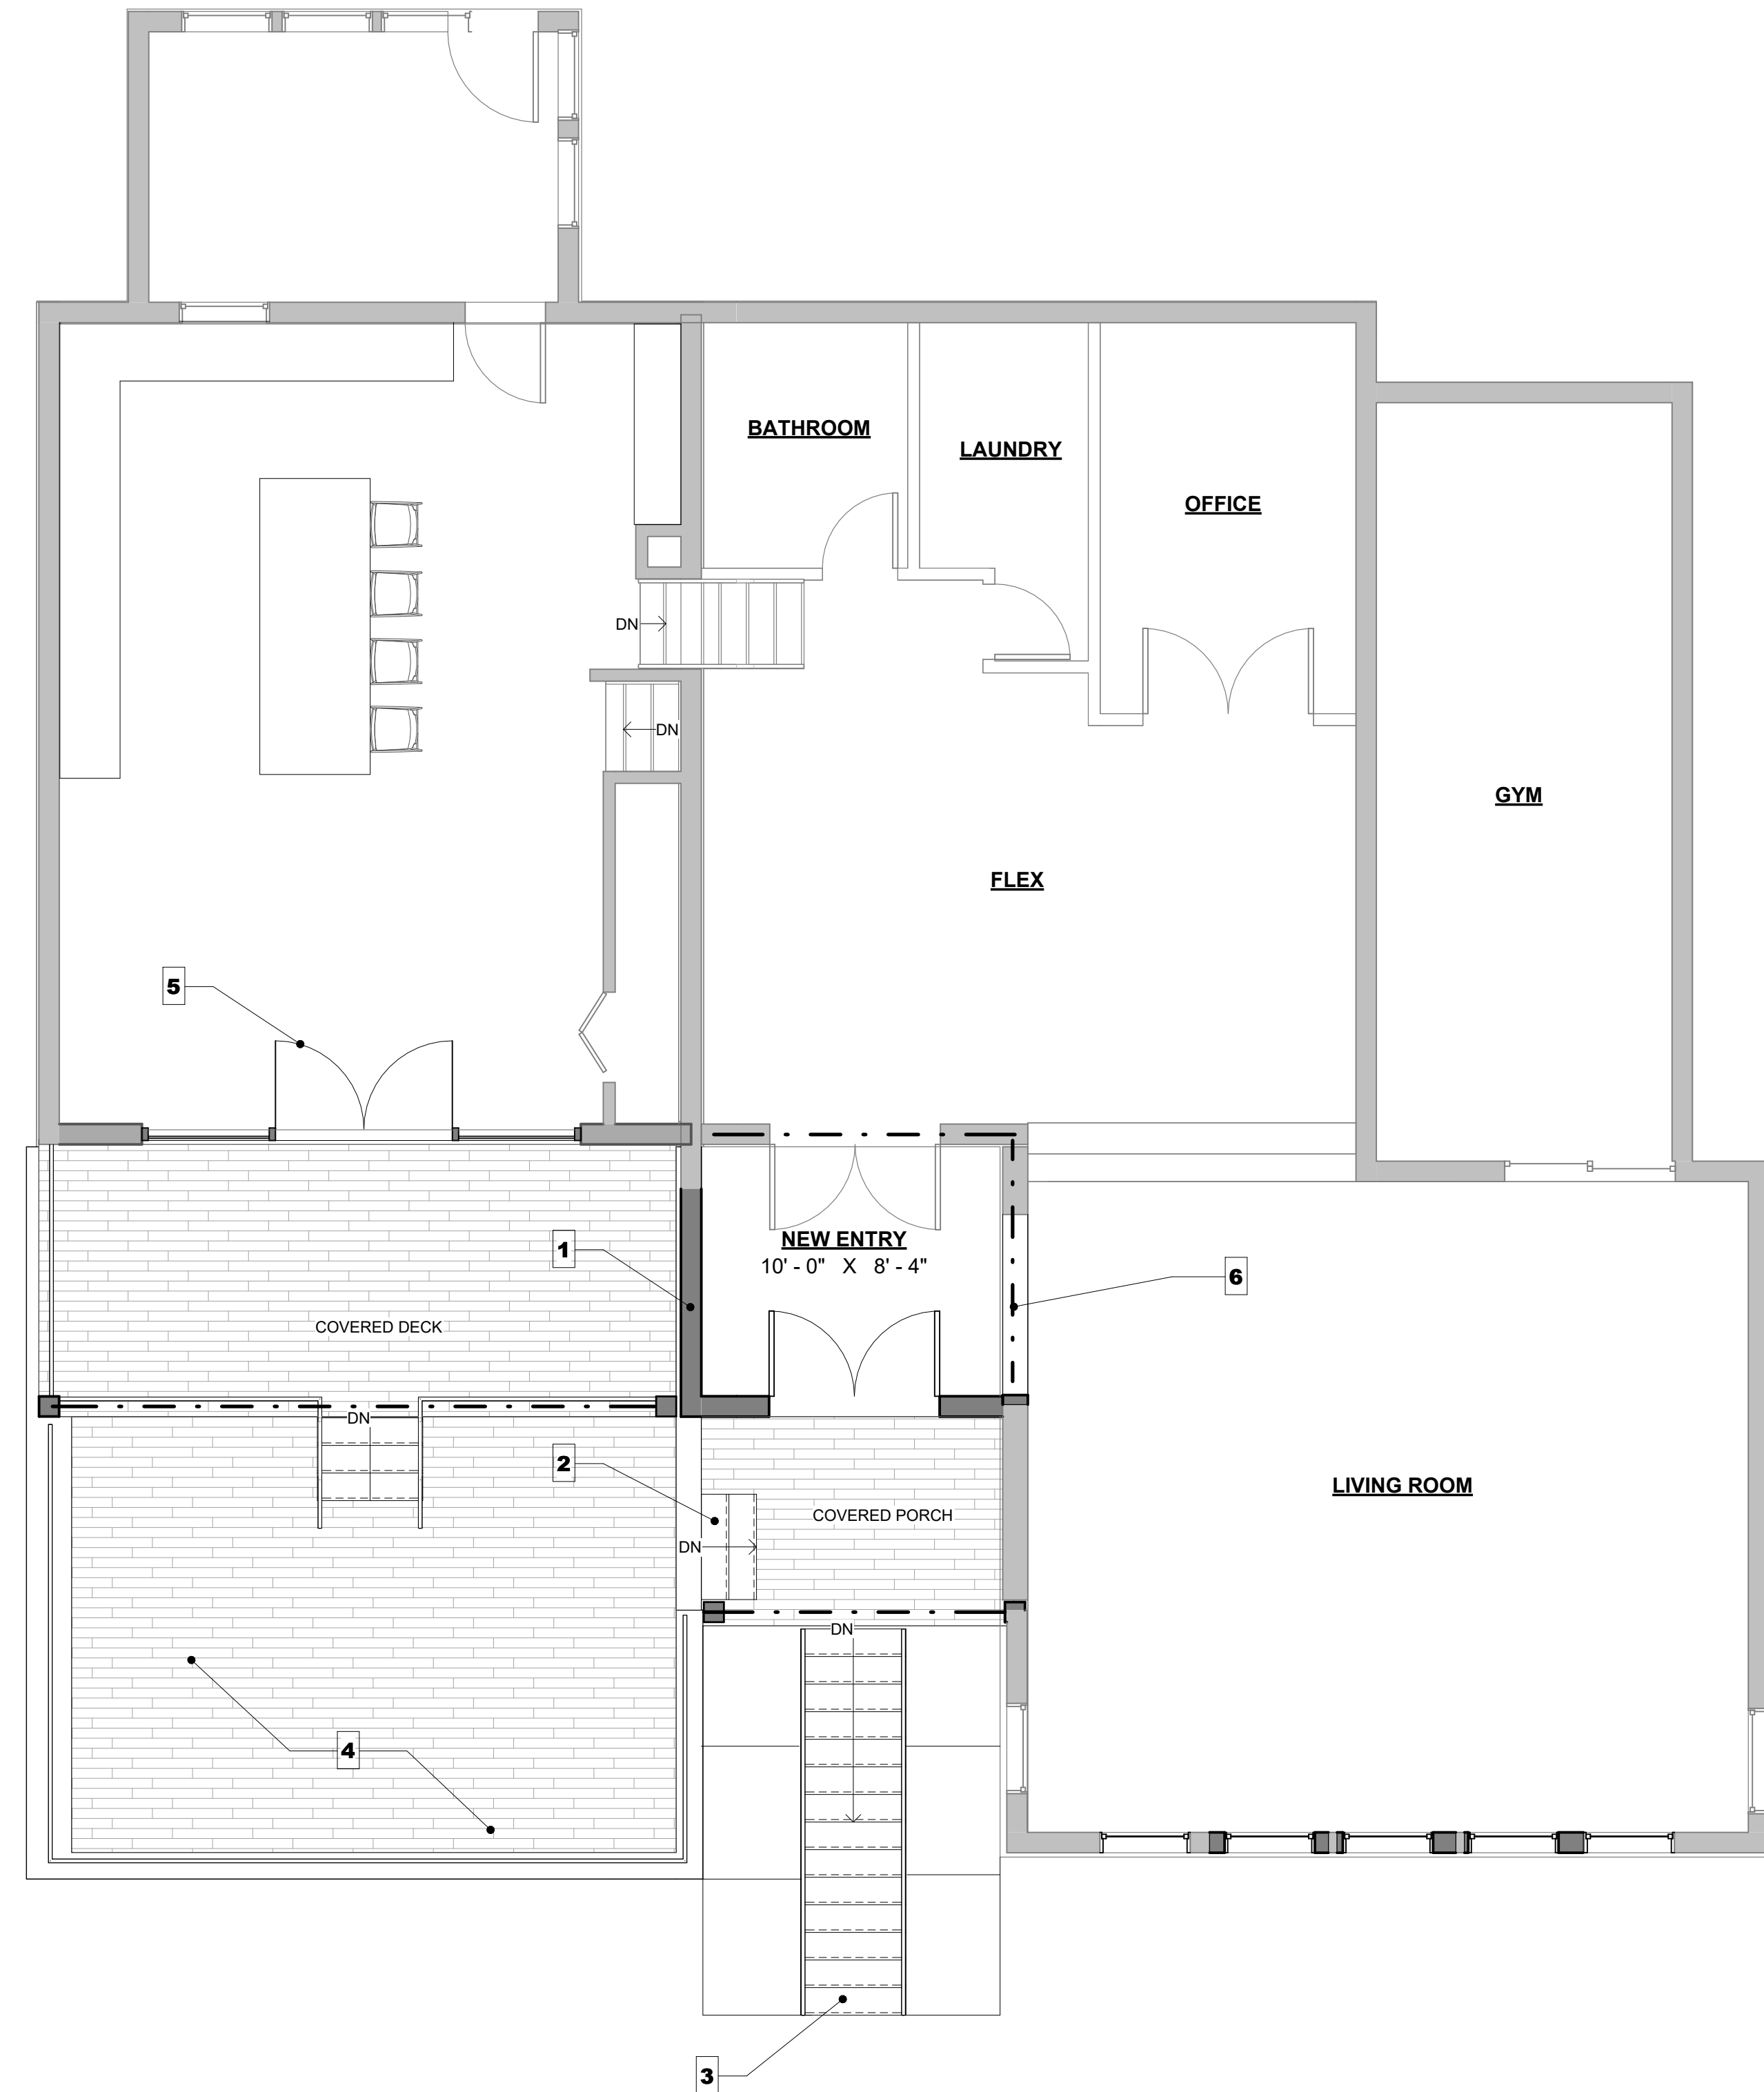 BATHROOM
LAUNDRY
OFFICE
DN
DN
GYM
FLEX
5
NEW ENTRY
10' - 0" X 8' - 4"
1
6
COVERED DECK
DN
2
LIVING ROOM
COVERED PORCH
DN
DN
4
3